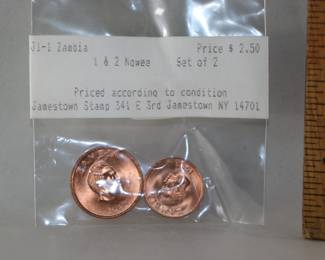 J1-1 Zambia Price $ 2.50
1 & 2 Ngwee Set of 2
Priced according to condition
Jamestown Stamp 341 E 3rd Jamestown NY 14701